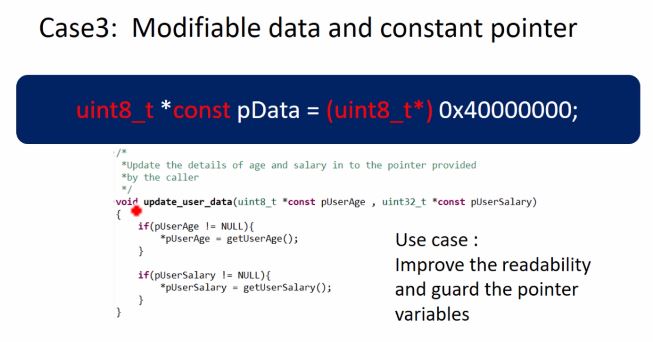 Case3: Modifiable data and constant pointer
uint8_t *const pData = (uint8_t*) 0x40000000;
/*
*Update the details of age and salary in to the pointer provided
*by the caller
*/
void update_user_data(uint8_t *const pUserAge , uint32_t *const pUserSalary)
{
if(pUserAge != NULL){
*pUserAge = getUserAge();
}
if(pUserSalary != NULL){
*pUserSalary = getUserSalary();
}
}
Use case :
Improve the readability
and guard the pointer
variables